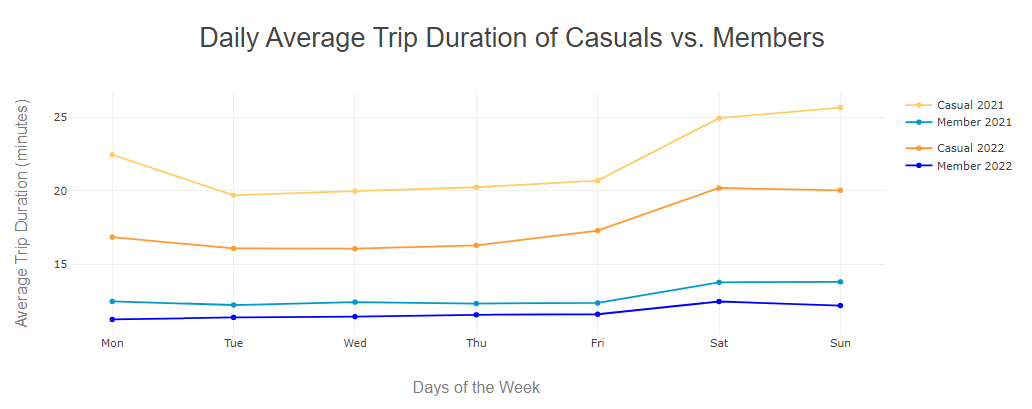 Daily Average Trip Duration of Casuals vs. Members
Average Trip Duration (minutes)
25
20
15
Mon Tue Wed Thu Fri Sat Sun
Days of the Week
Casual 2021
Member 2021
Casual 2022
Member 2022